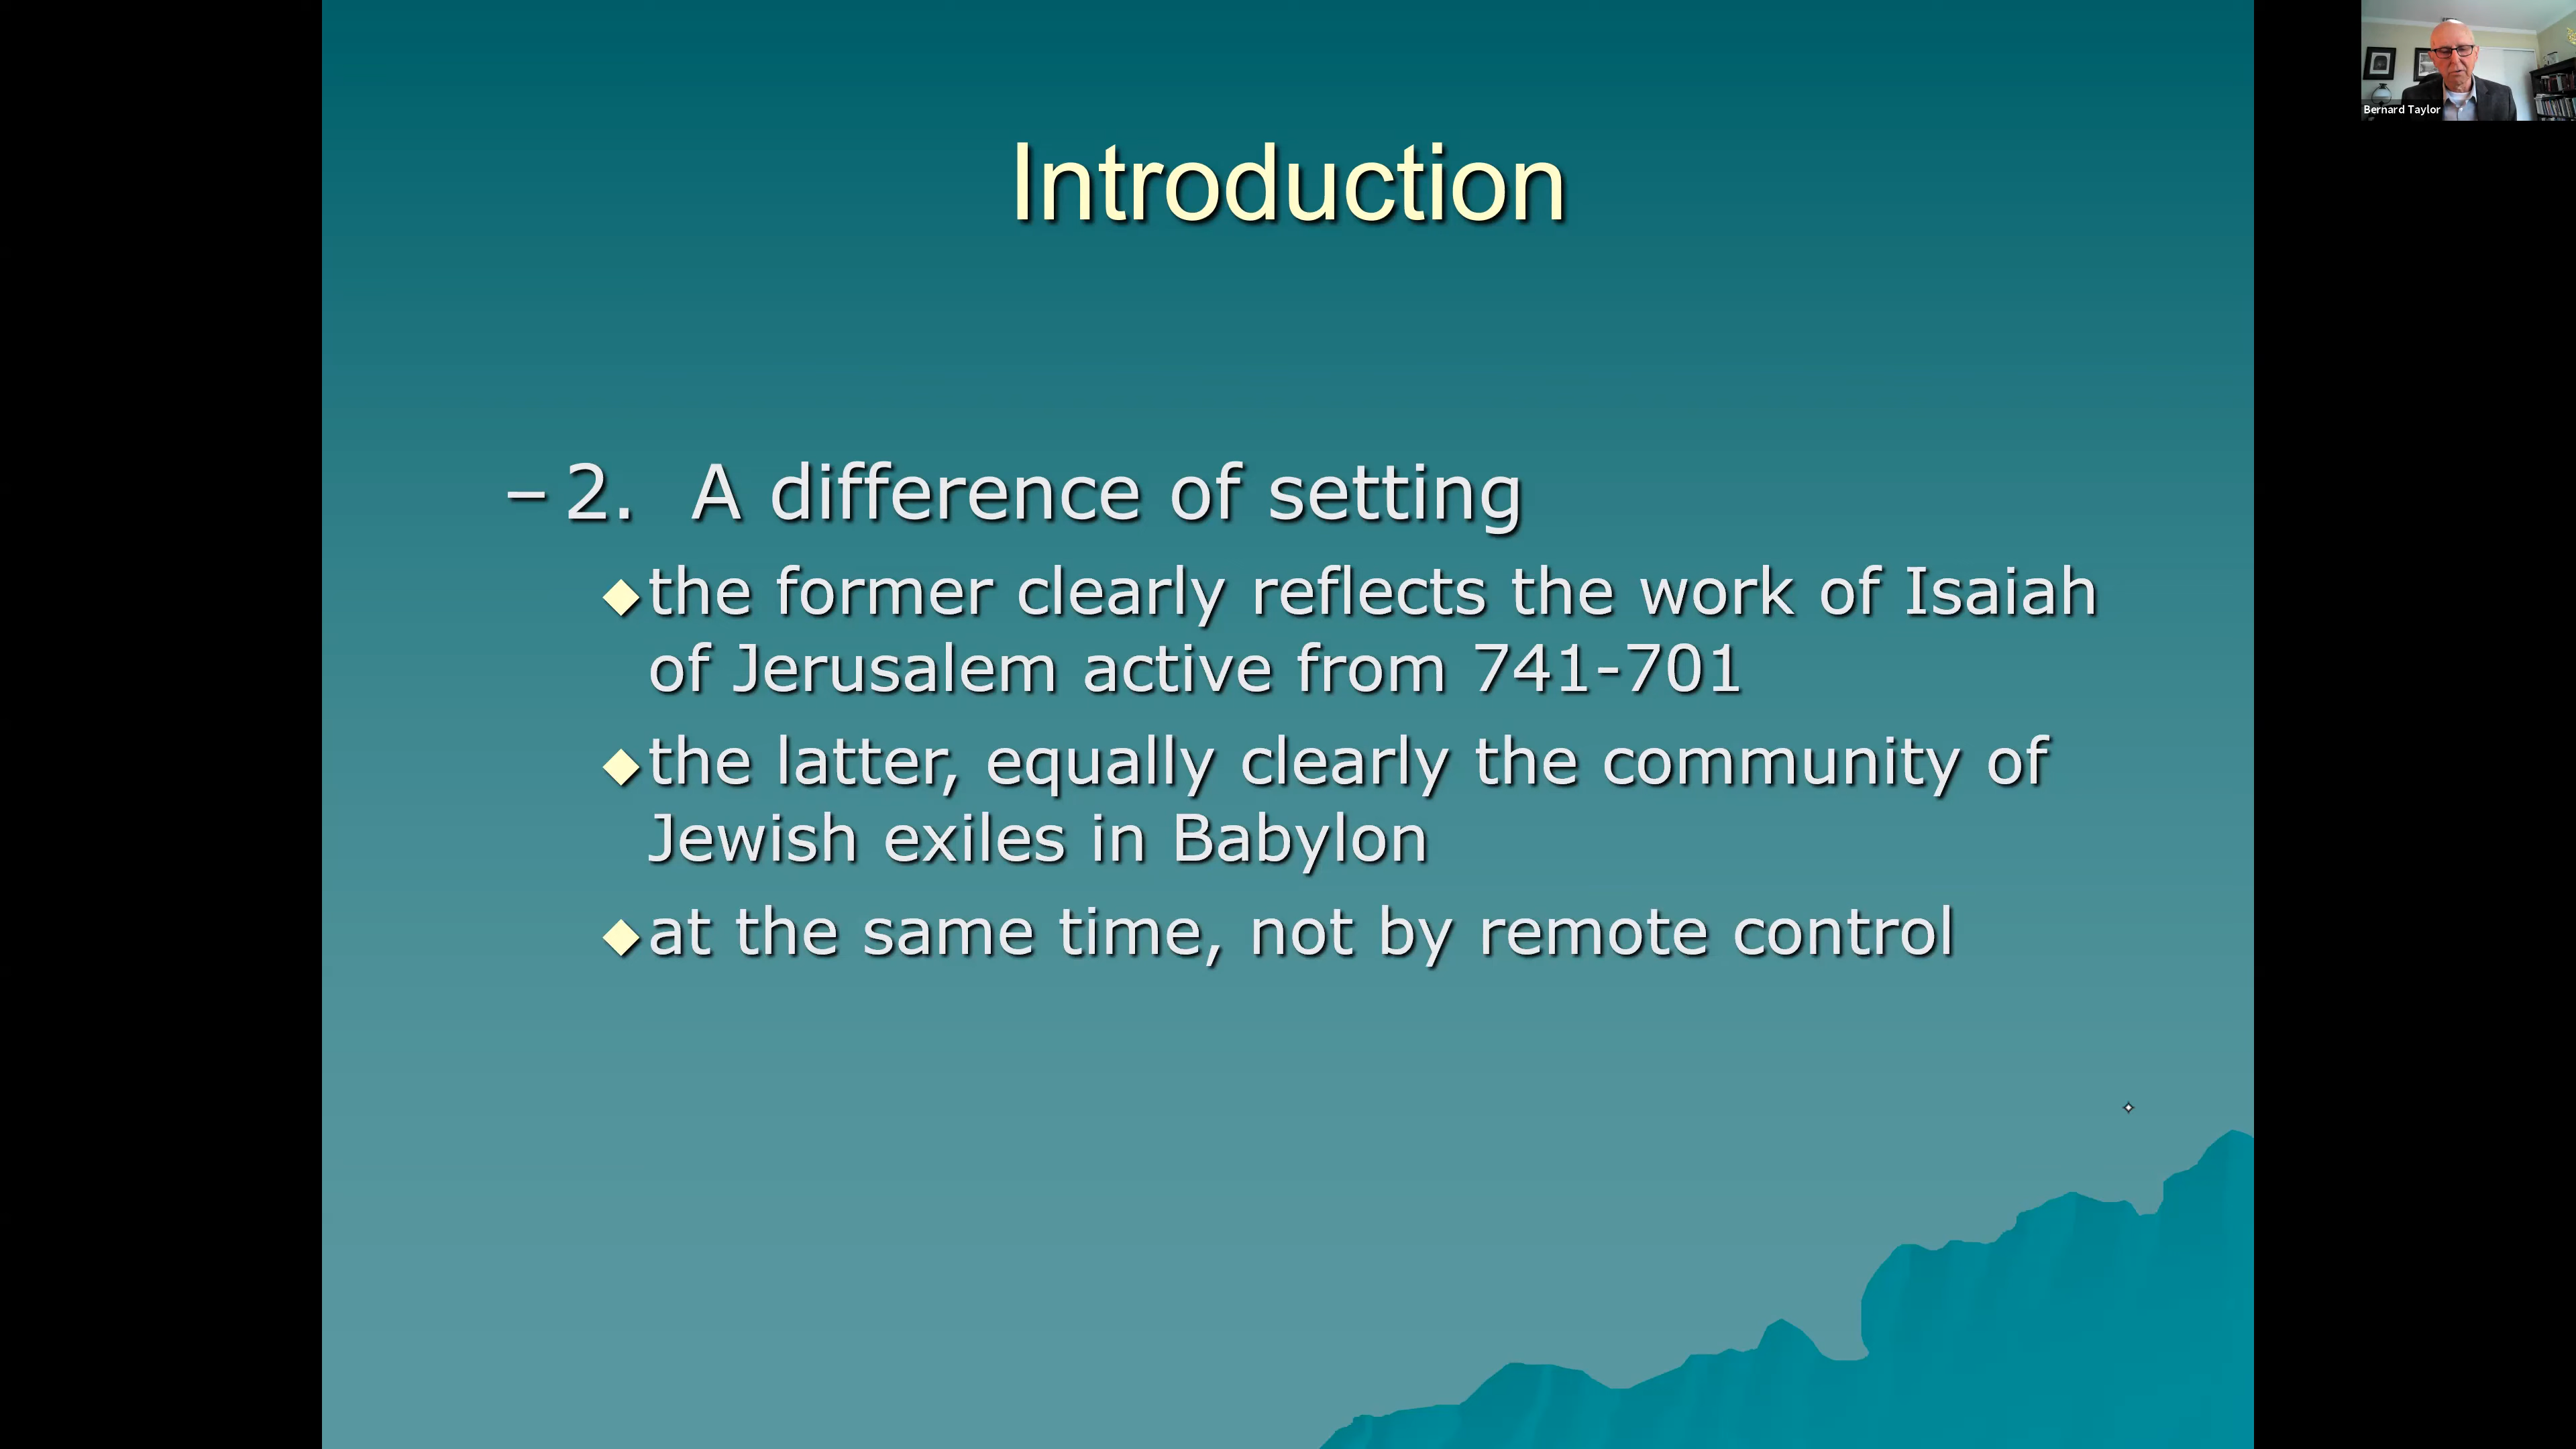 Introduction
– 2. A difference of setting
the former clearly reflects the work of Isaiah
of Jerusalem active from 741-701
the latter, equally clearly the community of
Jewish exiles in Babylon
at the same time, not by remote control
Bernard Taylor